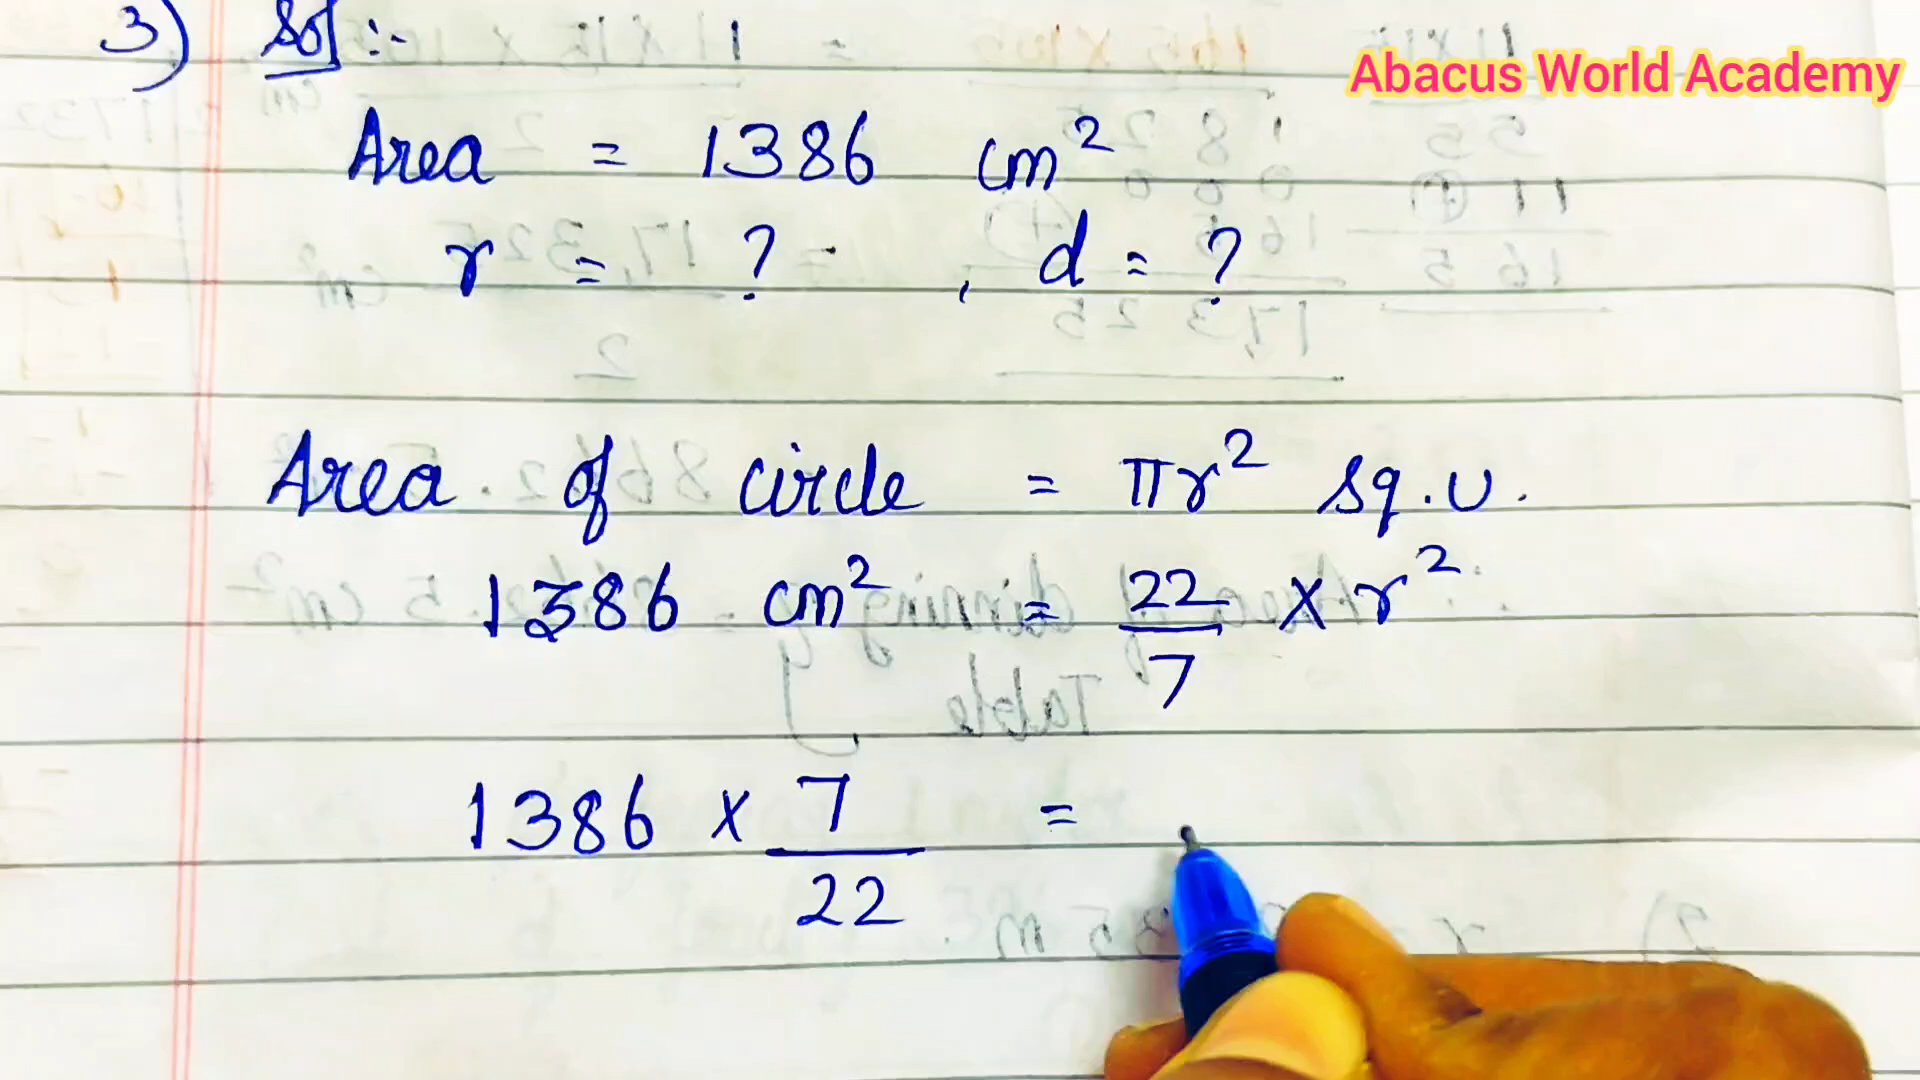 3) Sol :-
Abacus World Academy
Area = 1386 cm²
r = ? , d = ?
Area of circle = πr² sq.u.
1386 cm² = 22/7 × r²
1386 × 7/22 =